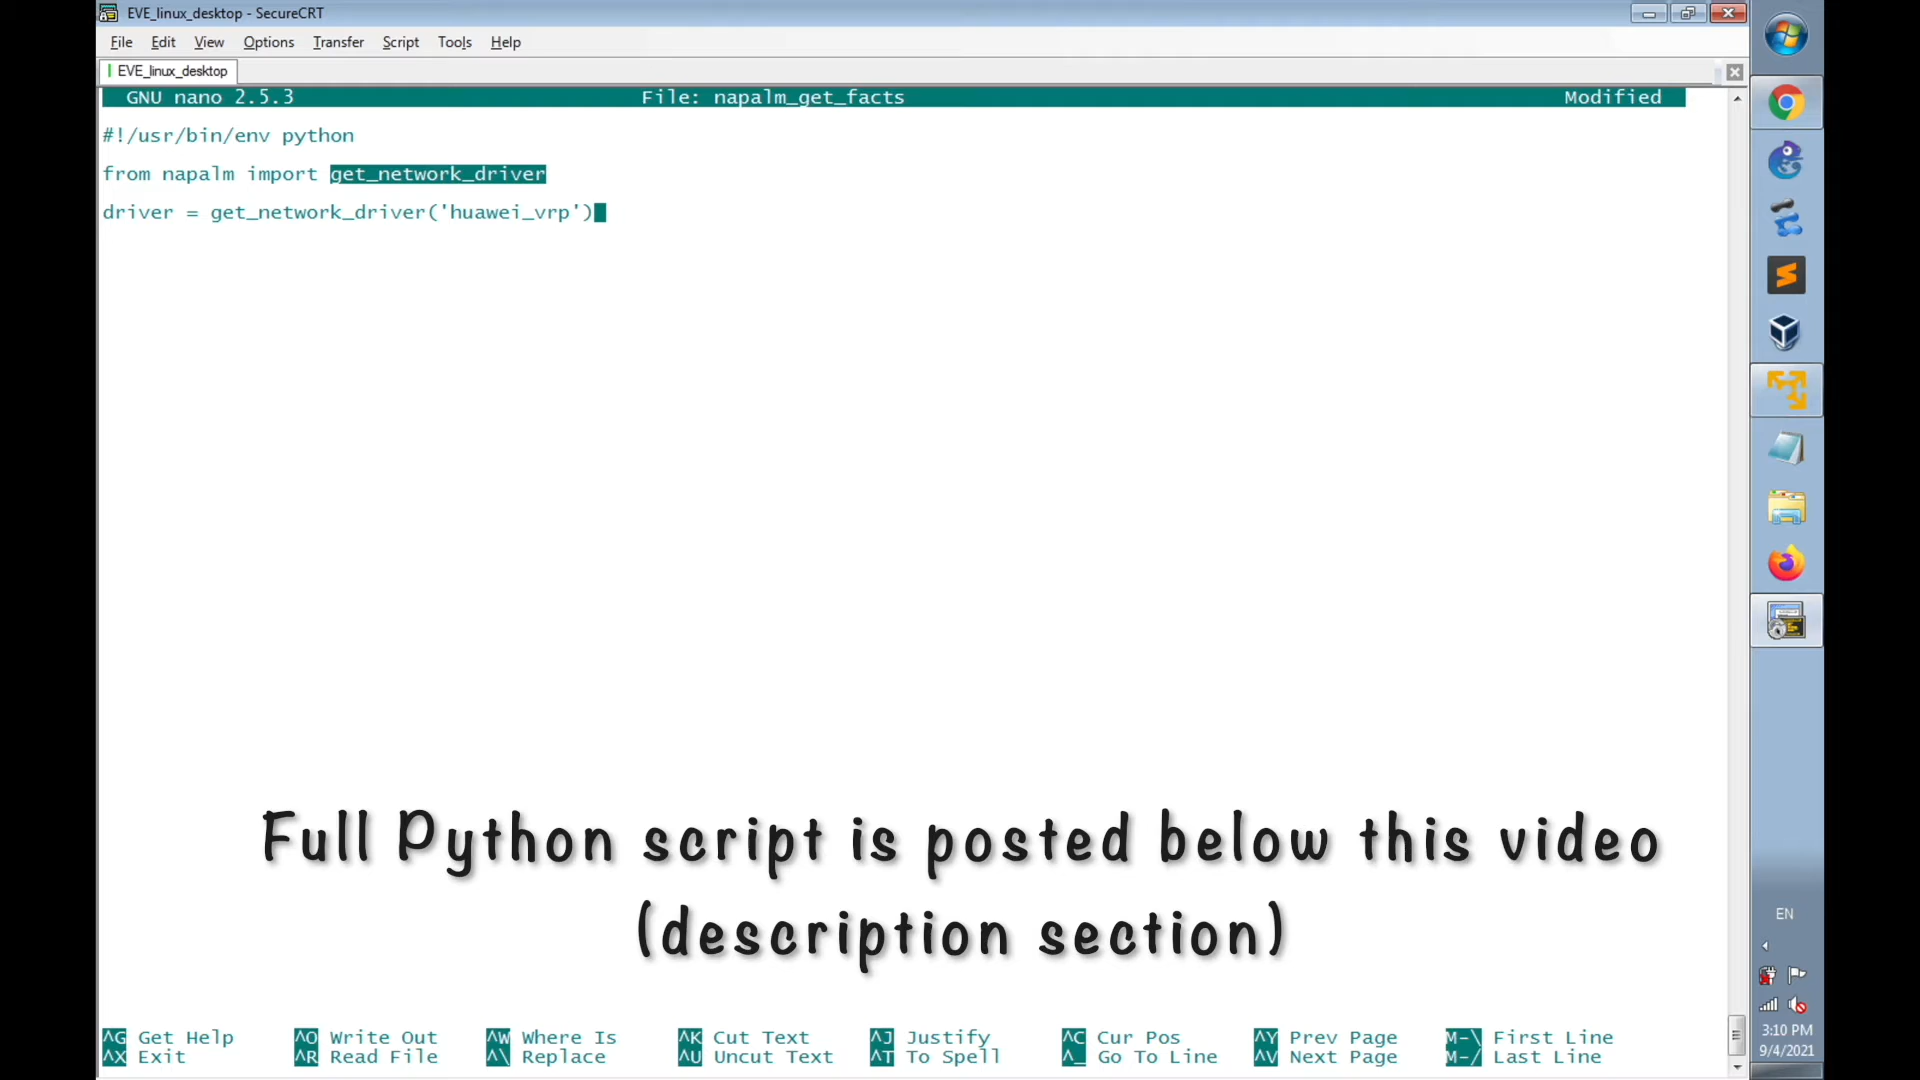 EVE_linux_desktop - SecureCRT
File Edit View Options Transfer Script Tools Help
EVE_linux_desktop
GNU nano 2.5.3 File: napalm_get_facts Modified
#!/usr/bin/env python
from napalm import get_network_driver
driver = get_network_driver('huawei_vrp')
Full Python script is posted below this video
(description section)
^G Get Help ^O Write Out ^W Where Is ^K Cut Text ^J Justify ^C Cur Pos ^Y Prev Page M-\ First Line
^X Exit ^R Read File ^\ Replace ^U Uncut Text ^T To Spell ^_ Go To Line ^V Next Page M-/ Last Line
EN
3:10 PM
9/4/2021